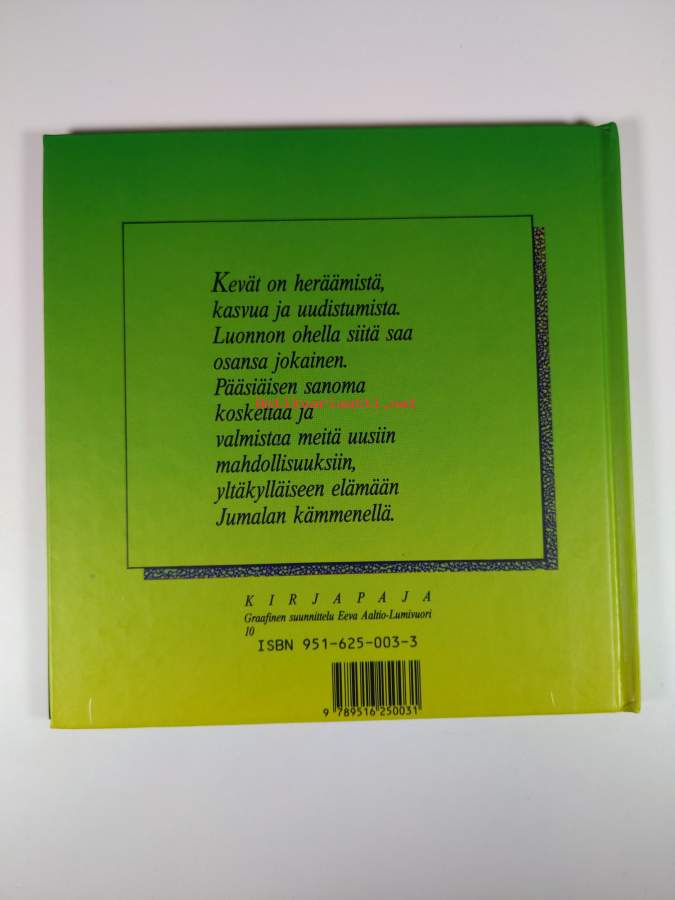 Kevät on heräämistä,
kasvua ja uudistumista.
Luonnon ohella siitä saa
osansa jokainen.
Pääsiäisen sanoma
Antikvariaatti.net
koskettaa ja
valmistaa meitä uusiin
mahdollisuuksiin,
yltäkylläiseen elämään
Jumalan kämmenellä.
KIRJAPAJA
Graafinen suunnittelu Eeva Aaltio-Lumivuori
10
ISBN 951-625-003-3
9 789516 250031